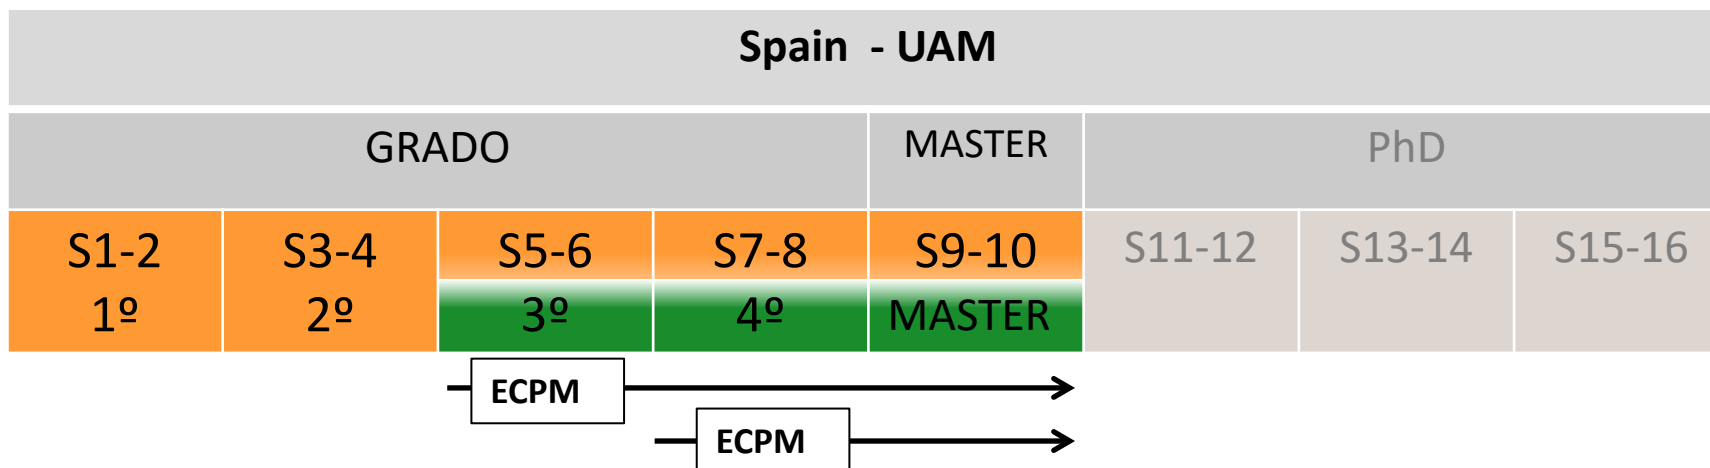 Spain - UAM
GRADO MASTER PhD
S1-2 S3-4 S5-6 S7-8 S9-10 S11-12 S13-14 S15-16
1º 2º 3º 4º MASTER
ECPM
ECPM